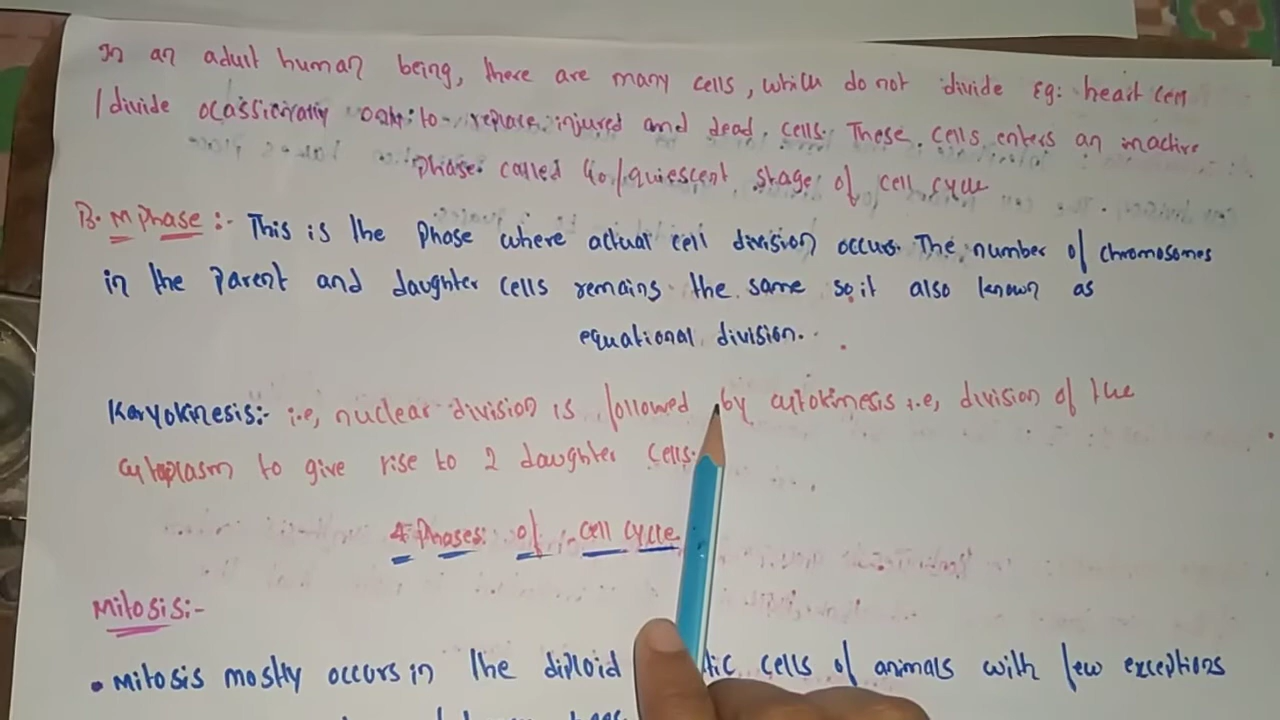 In an adult human being, there are many cells, which do not divide Eg: heart cell
/ divide ocassionally only to replace injured and dead cells. These cells enters an inactive
phase called G0/quiescent stage of cell cycle
B. M Phase :- This is the Phase where actual cell division occurs. The number of chromosomes
in the Parent and daughter cells remains the same so it also known as
equational division.
Karyokinesis:- i.e, nuclear division is followed by cytokinesis i.e, division of the
cytoplasm to give rise to 2 daughter cells.
4 Phases of cell cycle
Mitosis:-
• Mitosis mostly occurs in the diploid tic cells of animals with few exceptions